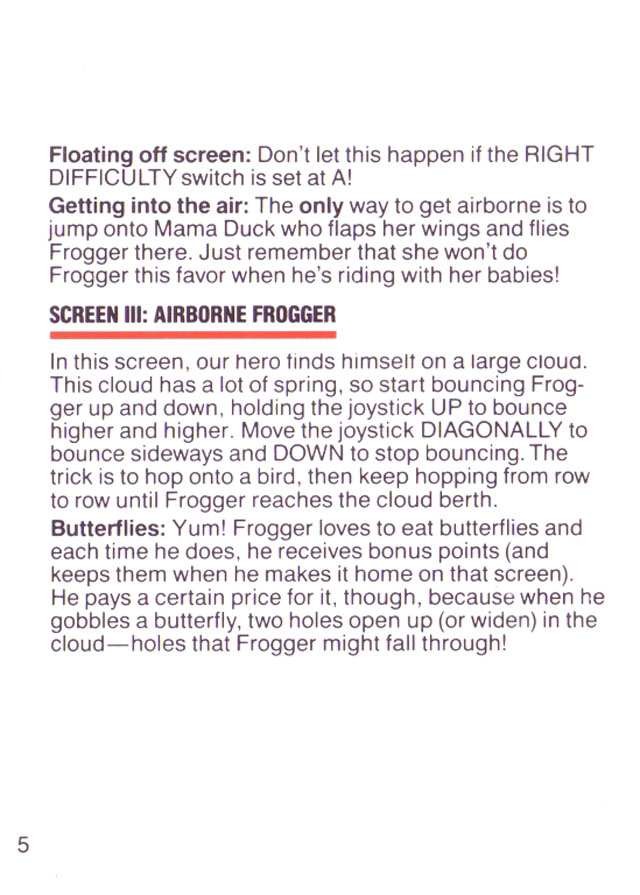 Floating off screen: Don't let this happen if the RIGHT
DIFFICULTY switch is set at A!
Getting into the air: The only way to get airborne is to
jump onto Mama Duck who flaps her wings and flies
Frogger there. Just remember that she won't do
Frogger this favor when he's riding with her babies!
SCREEN III: AIRBORNE FROGGER
In this screen, our hero finds himself on a large cloud.
This cloud has a lot of spring, so start bouncing Frog-
ger up and down, holding the joystick UP to bounce
higher and higher. Move the joystick DIAGONALLY to
bounce sideways and DOWN to stop bouncing. The
trick is to hop onto a bird, then keep hopping from row
to row until Frogger reaches the cloud berth.
Butterflies: Yum! Frogger loves to eat butterflies and
each time he does, he receives bonus points (and
keeps them when he makes it home on that screen).
He pays a certain price for it, though, because when he
gobbles a butterfly, two holes open up (or widen) in the
cloud—holes that Frogger might fall through!
5